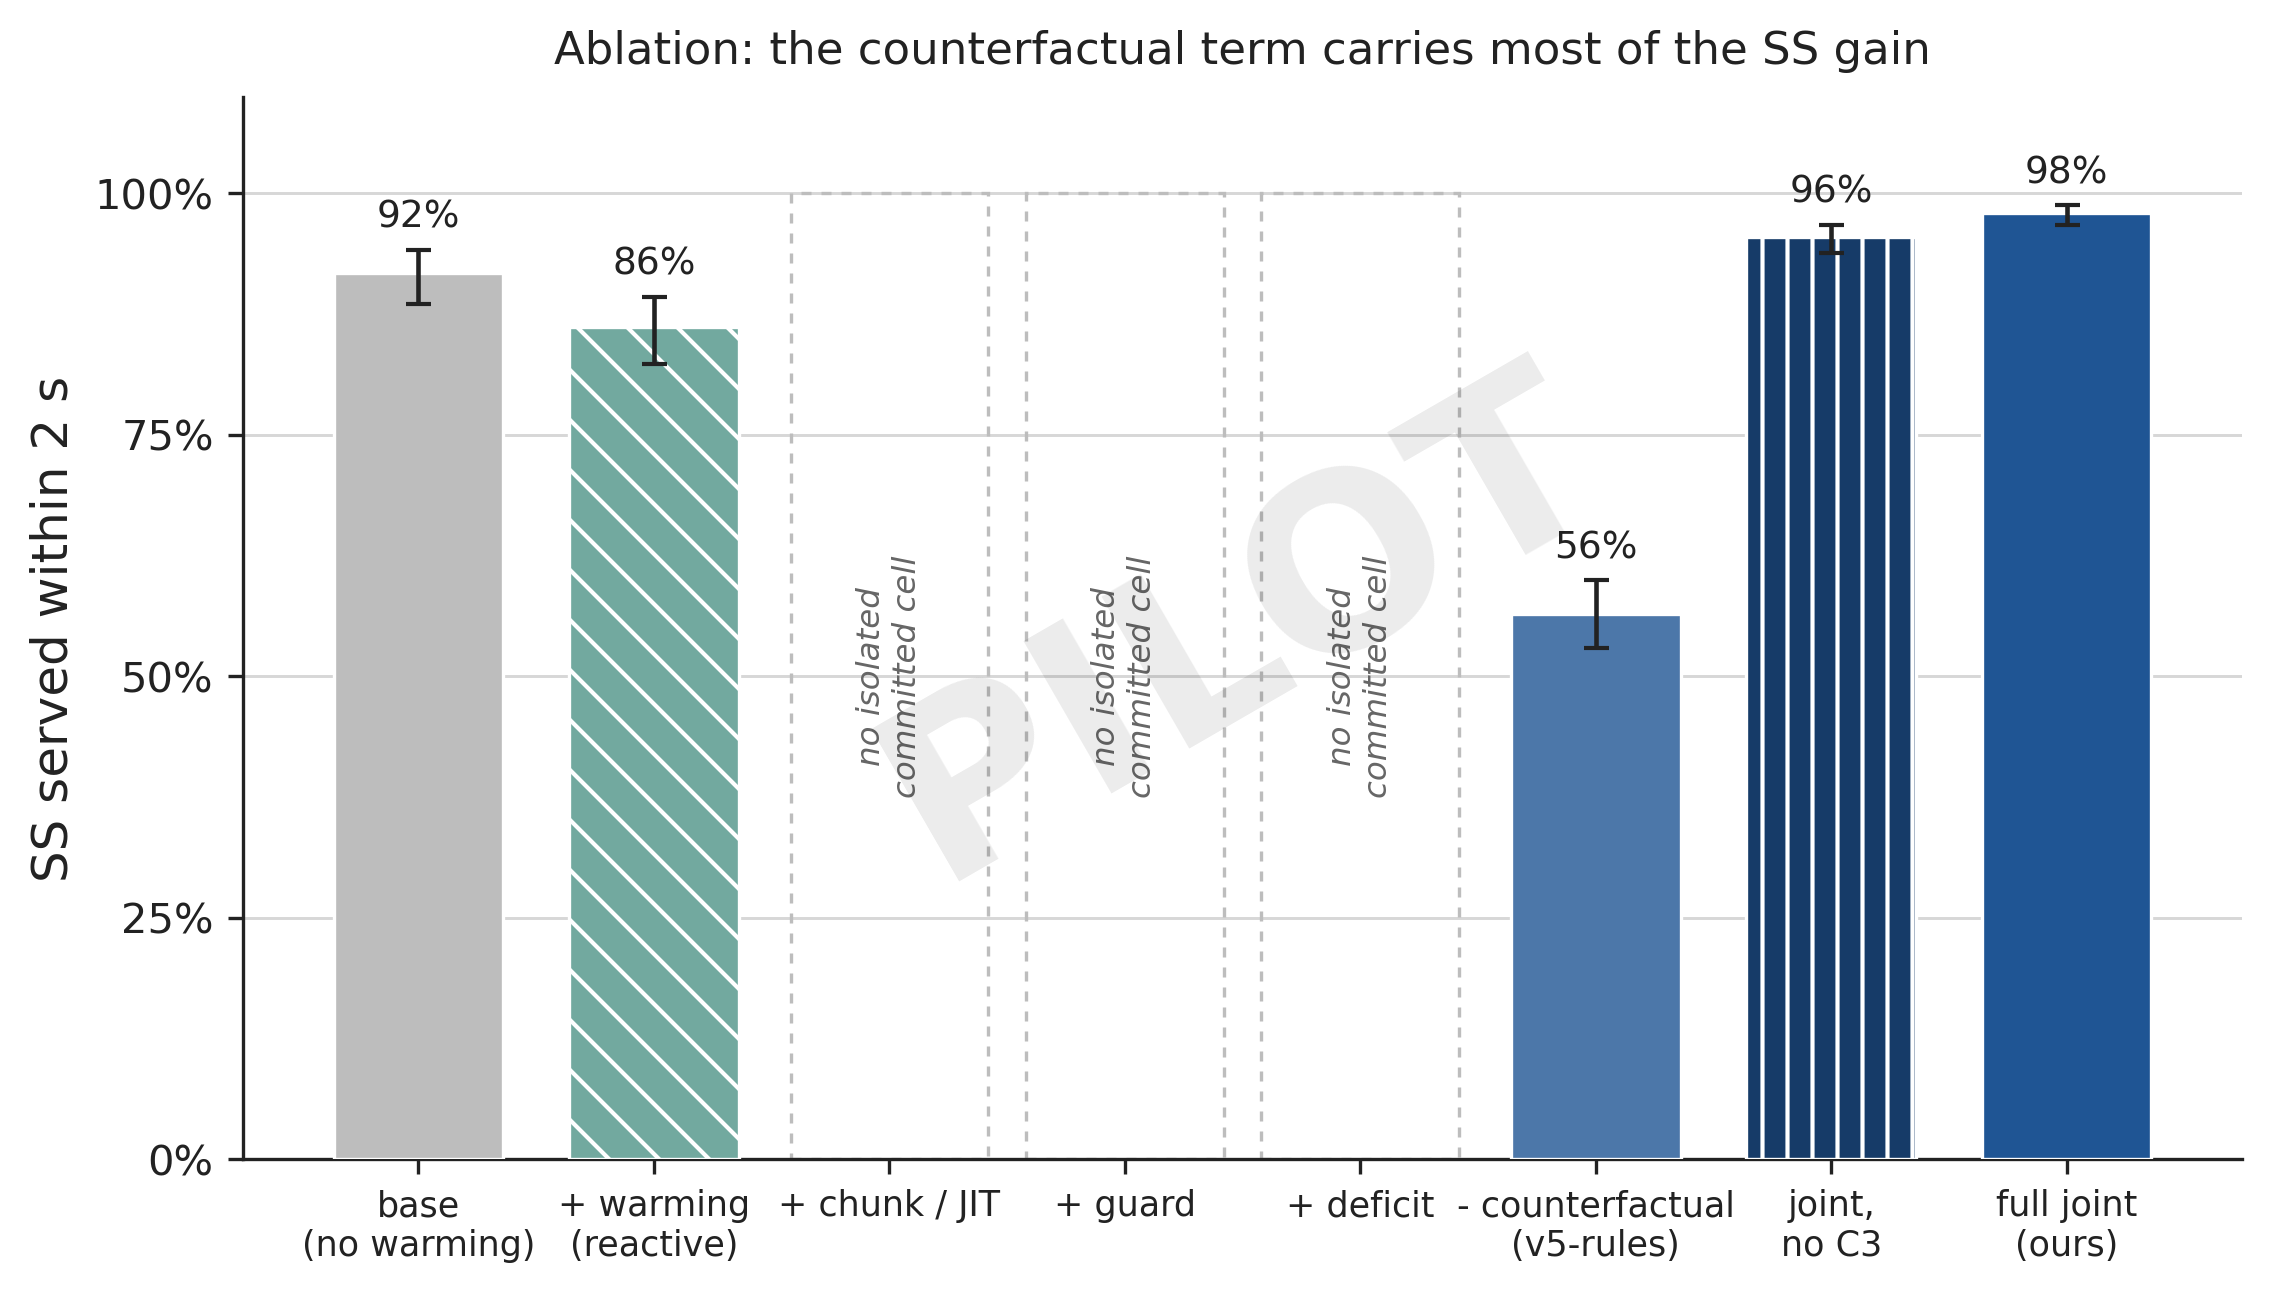 Ablation: the counterfactual term carries most of the SS gain
SS served within 2 s
100%
75%
50%
25%
0%
92%
86%
no isolated
committed cell
no isolated
committed cell
no isolated
committed cell
56%
96%
98%
PILOT
base
(no warming)
+ warming
(reactive)
+ chunk / JIT
+ guard
+ deficit
- counterfactual
(v5-rules)
joint,
no C3
full joint
(ours)